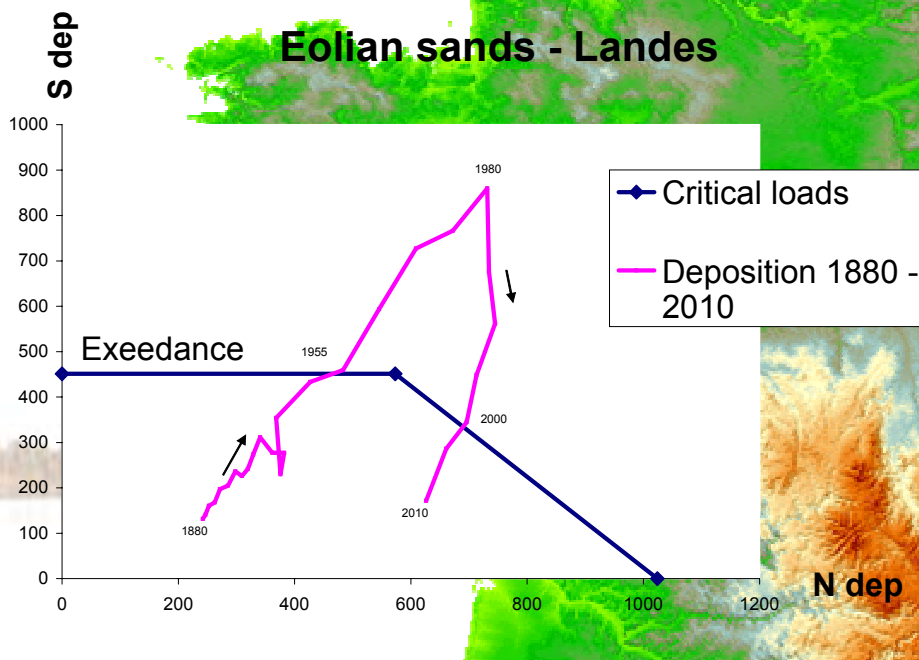 Eolian sands - Landes
S dep
1000
900
800
700
600
500
400
300
200
100
0
0 200 400 600 800 1000 1200
N dep
Exeedance
1880
1955
1980
2000
2010
Critical loads
Deposition 1880 -
2010